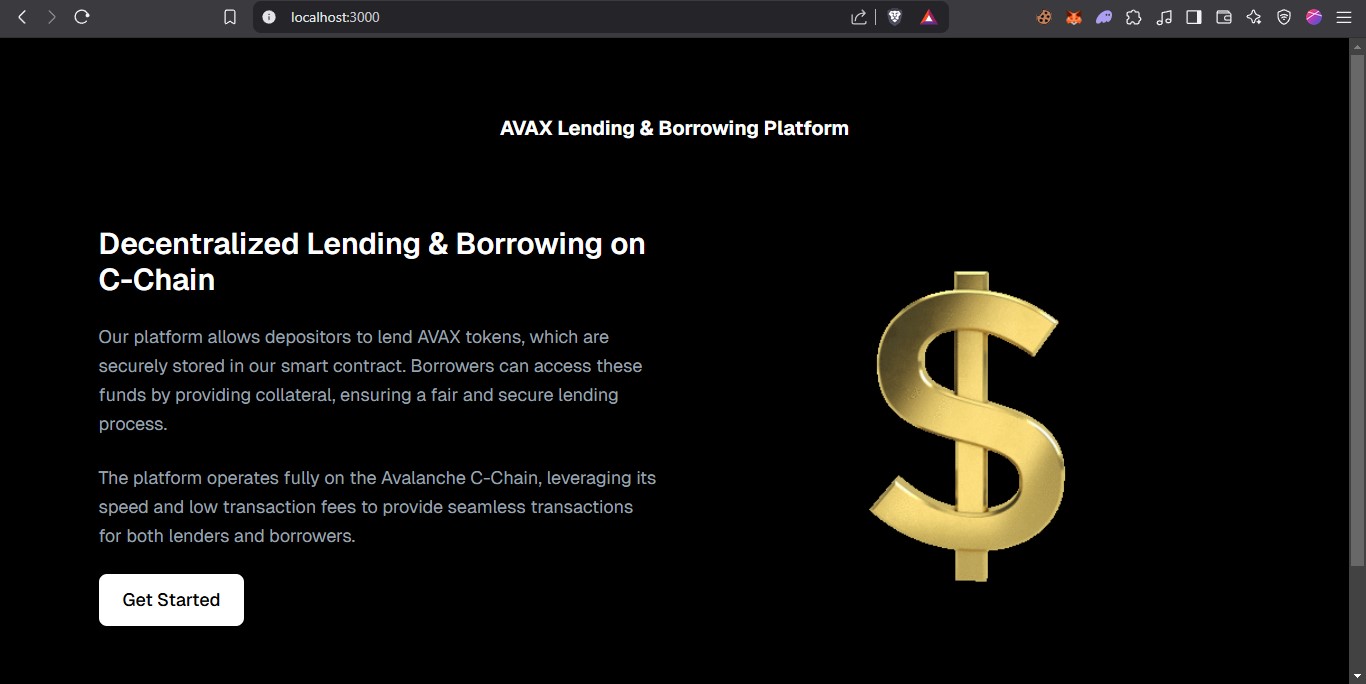 localhost:3000
AVAX Lending & Borrowing Platform
Decentralized Lending & Borrowing on
C-Chain
Our platform allows depositors to lend AVAX tokens, which are
securely stored in our smart contract. Borrowers can access these
funds by providing collateral, ensuring a fair and secure lending
process.
The platform operates fully on the Avalanche C-Chain, leveraging its
speed and low transaction fees to provide seamless transactions
for both lenders and borrowers.
Get Started